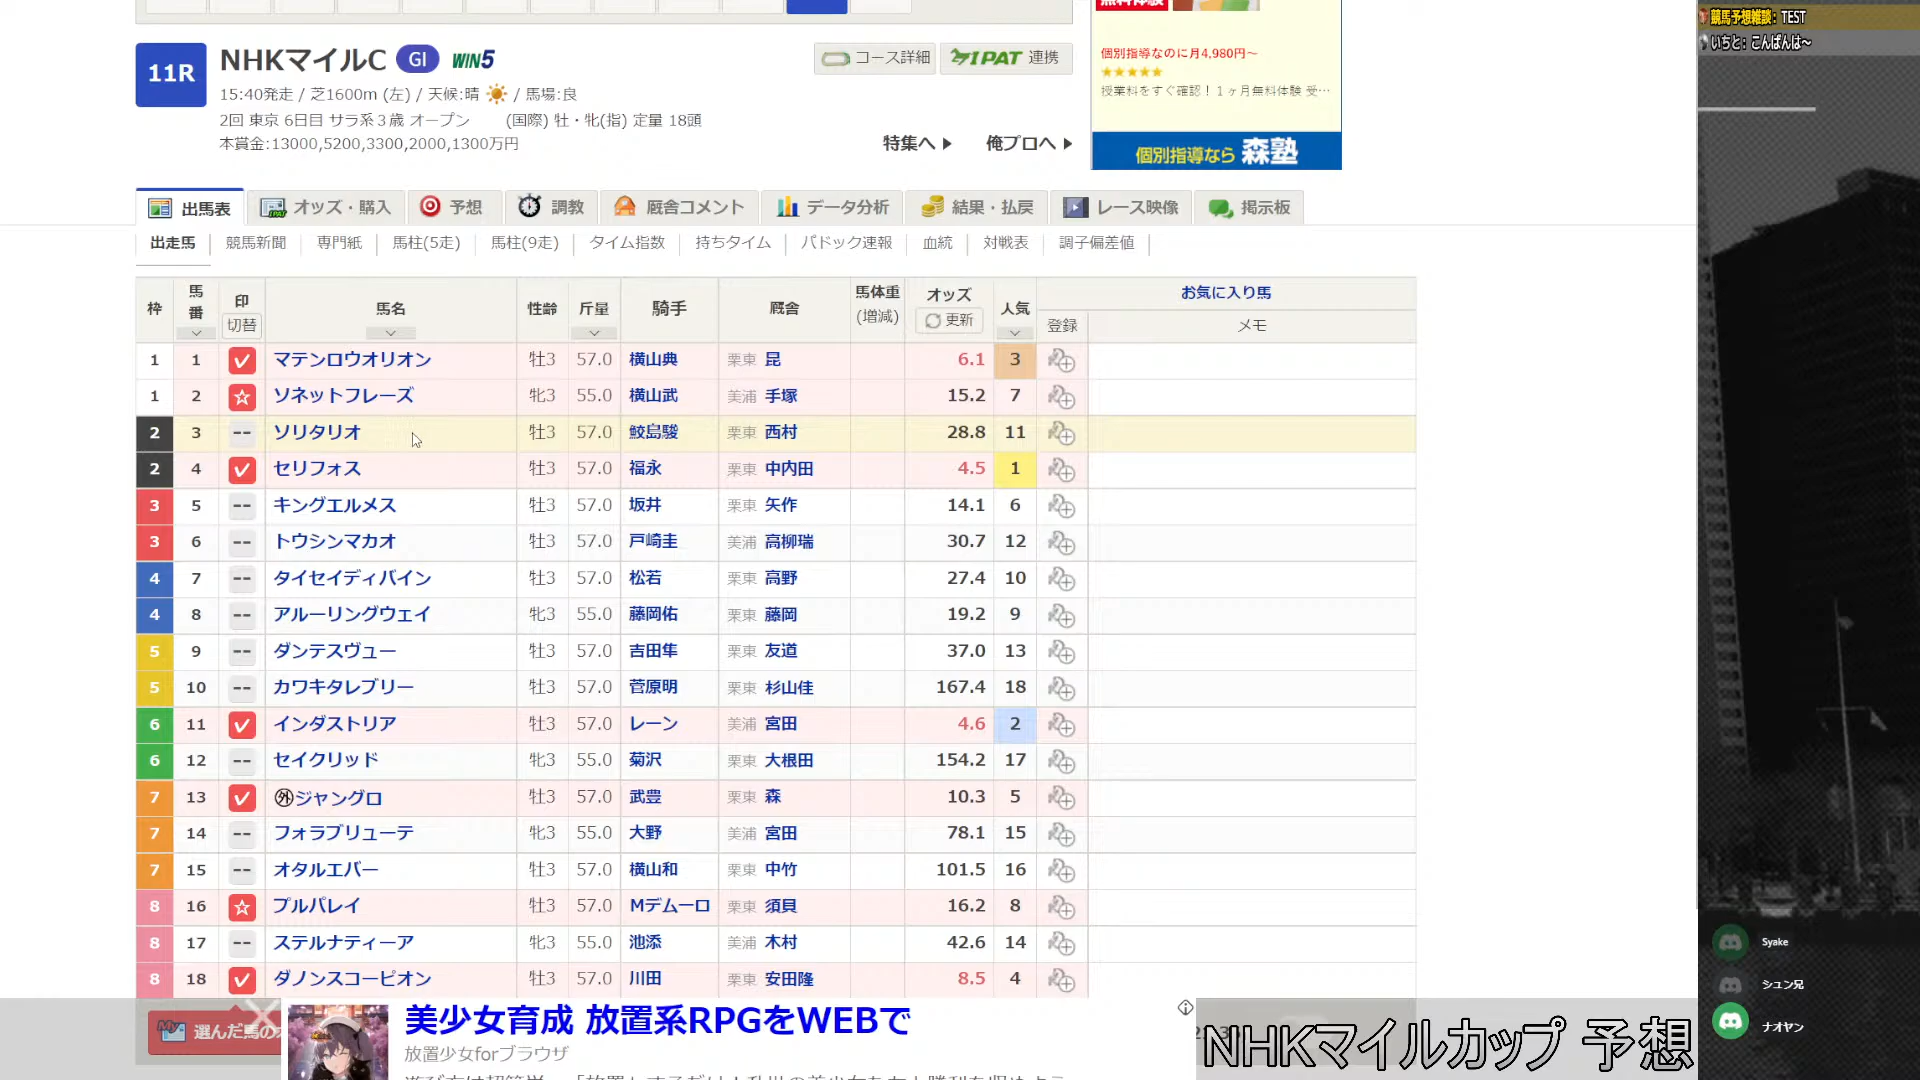 無料体験
個別指導なのに月4,980円〜
★★★★★
授業料をすぐ確認！１ヶ月無料体験 受…
個別指導なら 森塾
競馬予想雑談: TEST
いちと: こんばんは〜
11R NHKマイルC GI WIN5
コース詳細 IPAT 連携
15:40発走 / 芝1600m (左) / 天候:晴 / 馬場:良
2回 東京 6日目 サラ系３歳 オープン (国際) 牡・牝(指) 定量 18頭
本賞金:13000,5200,3300,2000,1300万円
特集へ 俺プロへ
出馬表 オッズ・購入 予想 調教 厩舎コメント データ分析 結果・払戻 レース映像 掲示板
出走馬 競馬新聞 専門紙 馬柱(5走) 馬柱(9走) タイム指数 持ちタイム パドック速報 血統 対戦表 調子偏差値
枠 馬番 印 切替 馬名 性齢 斤量 騎手 厩舎 馬体重 (増減) オッズ 更新 人気 お気に入り馬 登録 メモ
1 1 マテンロウオリオン 牡3 57.0 横山典 栗東 昆 6.1 3
1 2 ☆ ソネットフレーズ 牝3 55.0 横山武 美浦 手塚 15.2 7
2 3 -- ソリタリオ 牡3 57.0 鮫島駿 栗東 西村 28.8 11
2 4 セリフォス 牡3 57.0 福永 栗東 中内田 4.5 1
3 5 -- キングエルメス 牡3 57.0 坂井 栗東 矢作 14.1 6
3 6 -- トウシンマカオ 牡3 57.0 戸崎圭 美浦 高柳瑞 30.7 12
4 7 -- タイセイディバイン 牡3 57.0 松若 栗東 高野 27.4 10
4 8 -- アルーリングウェイ 牝3 55.0 藤岡佑 栗東 藤岡 19.2 9
5 9 -- ダンテスヴュー 牡3 57.0 吉田隼 栗東 友道 37.0 13
5 10 -- カワキタレブリー 牡3 57.0 菅原明 栗東 杉山佳 167.4 18
6 11 インダストリア 牡3 57.0 レーン 美浦 宮田 4.6 2
6 12 -- セイクリッド 牝3 55.0 菊沢 栗東 大根田 154.2 17
7 13 外ジャングロ 牡3 57.0 武豊 栗東 森 10.3 5
7 14 -- フォラブリューテ 牝3 55.0 大野 美浦 宮田 78.1 15
7 15 -- オタルエバー 牡3 57.0 横山和 栗東 中竹 101.5 16
8 16 ☆ プルパレイ 牡3 57.0 Mデムーロ 栗東 須貝 16.2 8
8 17 -- ステルナティーア 牝3 55.0 池添 美浦 木村 42.6 14
8 18 ダノンスコーピオン 牡3 57.0 川田 栗東 安田隆 8.5 4
Syake
シュン兄
ナオヤン
My 選んだ馬の
美少女育成 放置系RPGをWEBで
放置少女forブラウザ
NHKマイルカップ 予想